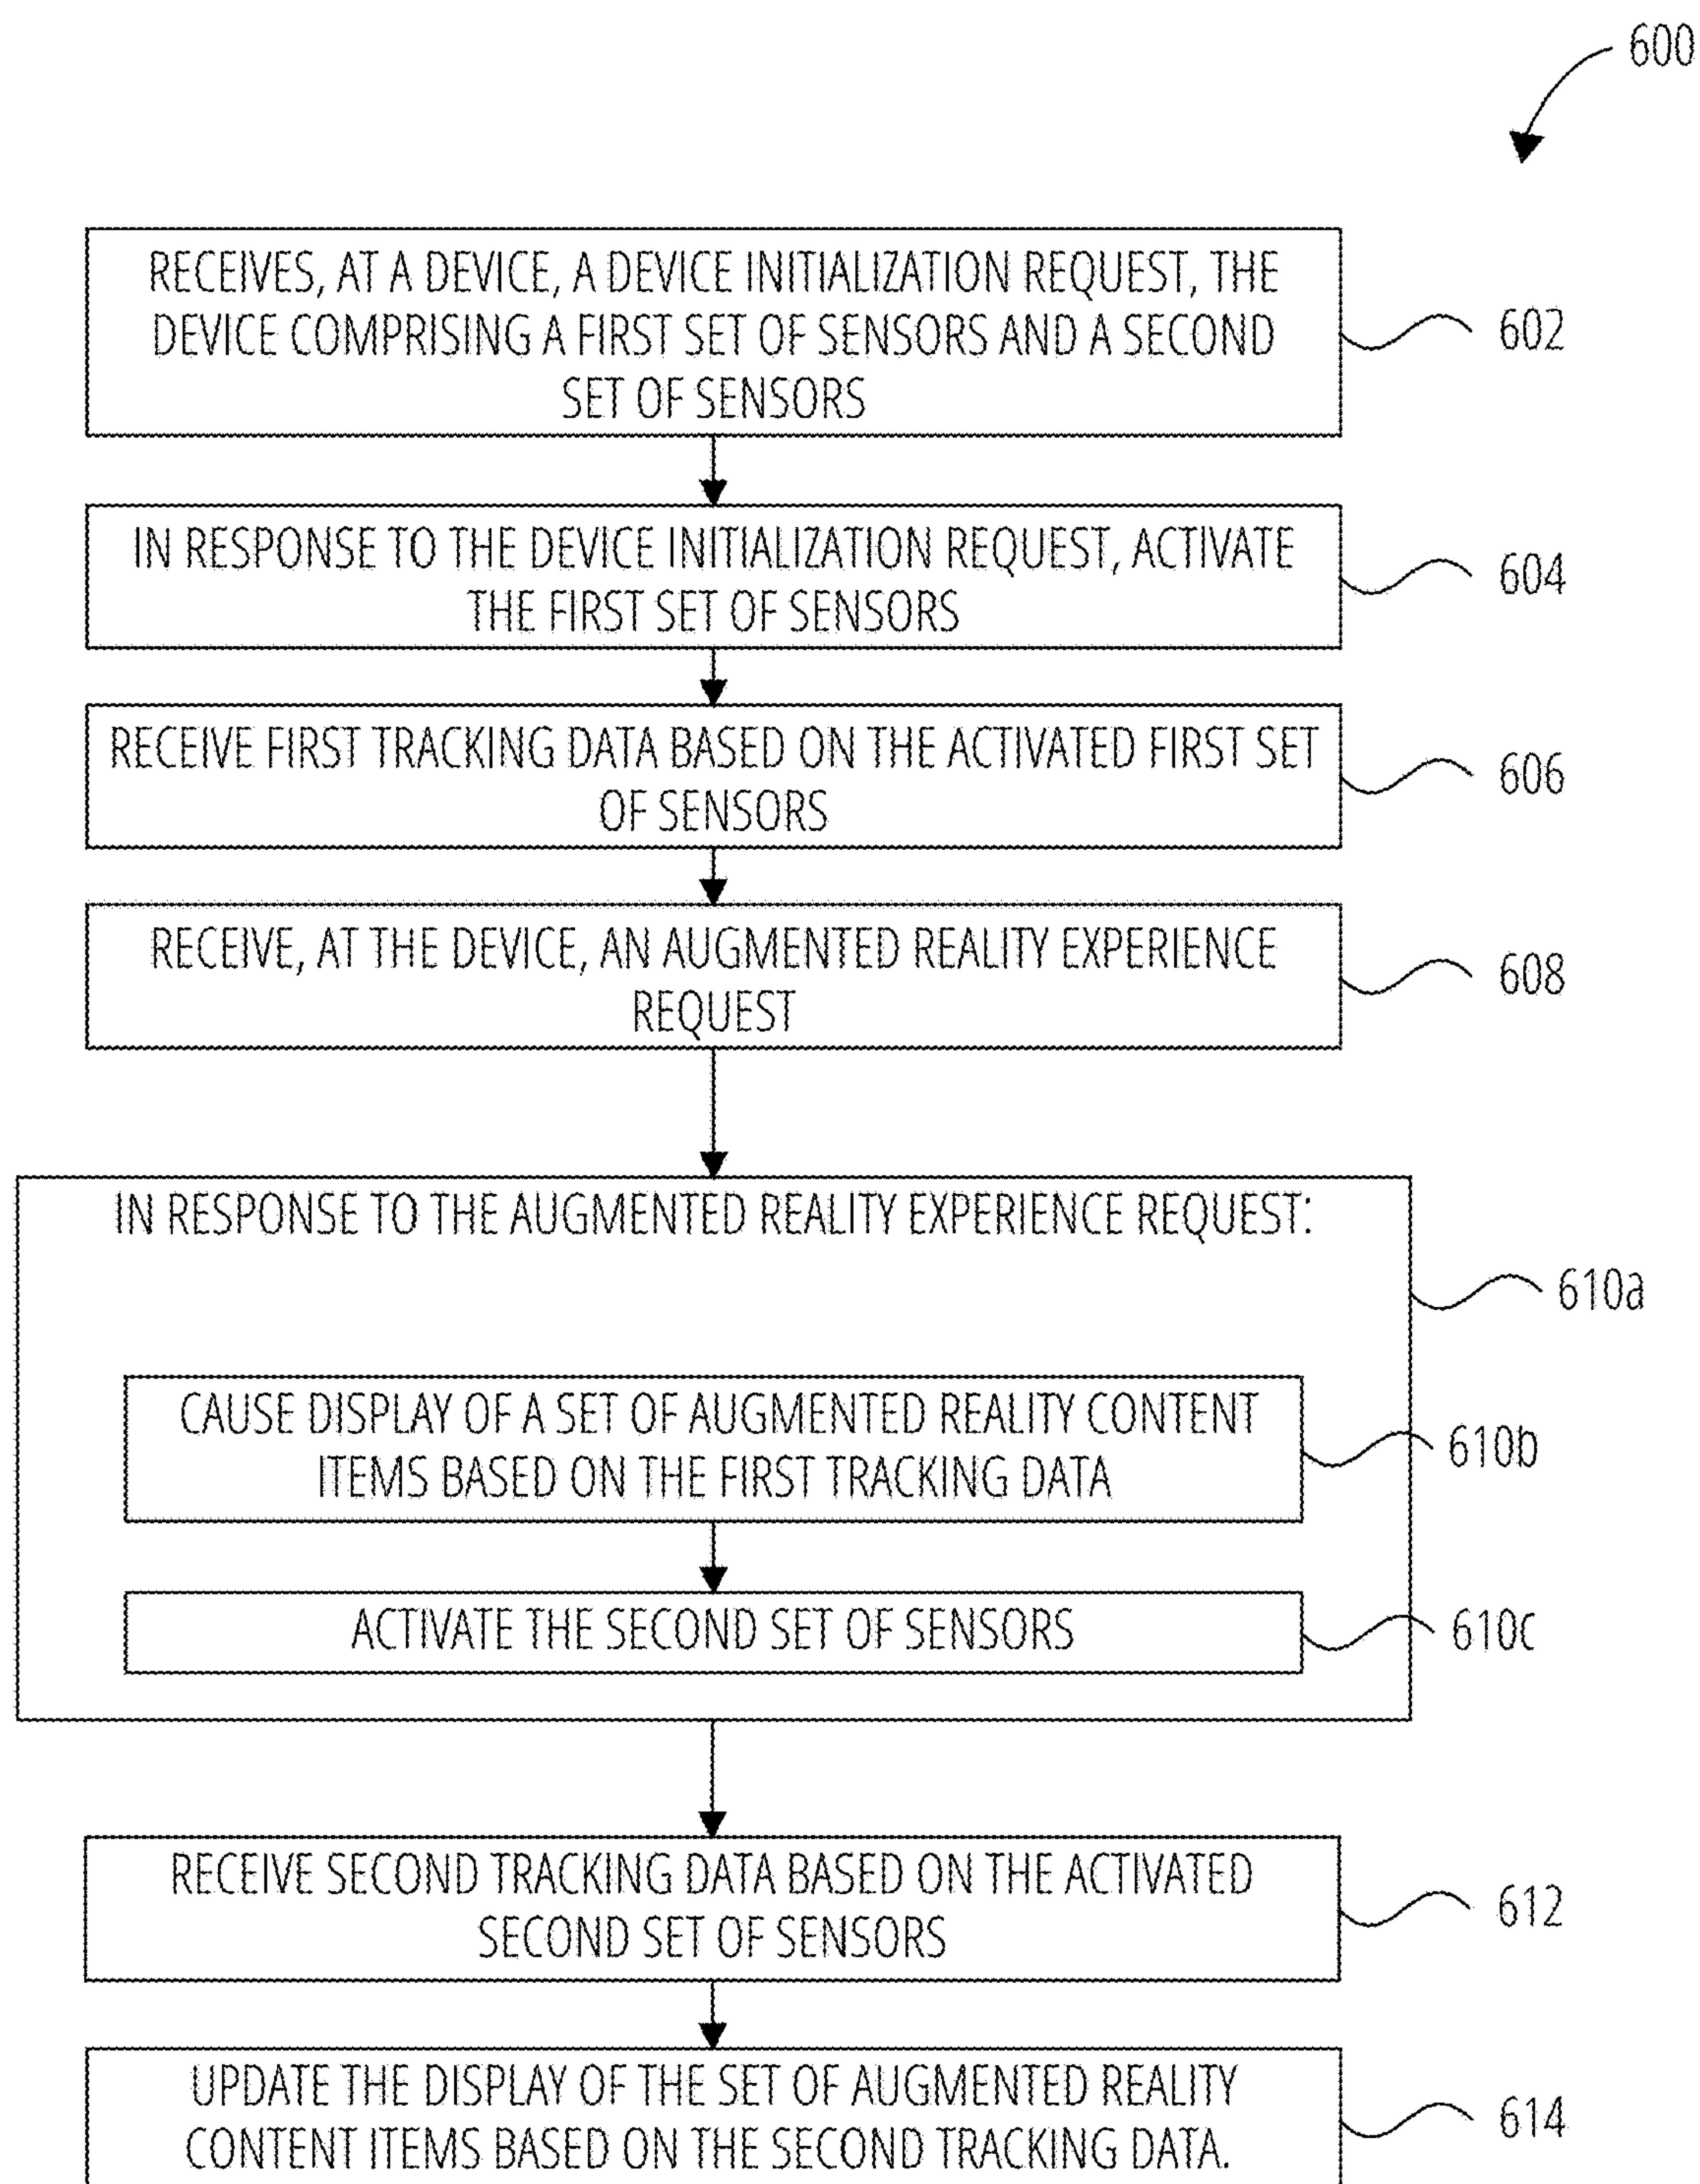 600
RECEIVES, AT A DEVICE, A DEVICE INITIALIZATION REQUEST, THE
DEVICE COMPRISING A FIRST SET OF SENSORS AND A SECOND
SET OF SENSORS
602
IN RESPONSE TO THE DEVICE INITIALIZATION REQUEST, ACTIVATE
THE FIRST SET OF SENSORS
604
RECEIVE FIRST TRACKING DATA BASED ON THE ACTIVATED FIRST SET
OF SENSORS
606
RECEIVE, AT THE DEVICE, AN AUGMENTED REALITY EXPERIENCE
REQUEST
608
IN RESPONSE TO THE AUGMENTED REALITY EXPERIENCE REQUEST:
610a
CAUSE DISPLAY OF A SET OF AUGMENTED REALITY CONTENT
ITEMS BASED ON THE FIRST TRACKING DATA
610b
ACTIVATE THE SECOND SET OF SENSORS
610c
RECEIVE SECOND TRACKING DATA BASED ON THE ACTIVATED
SECOND SET OF SENSORS
612
UPDATE THE DISPLAY OF THE SET OF AUGMENTED REALITY
CONTENT ITEMS BASED ON THE SECOND TRACKING DATA.
614